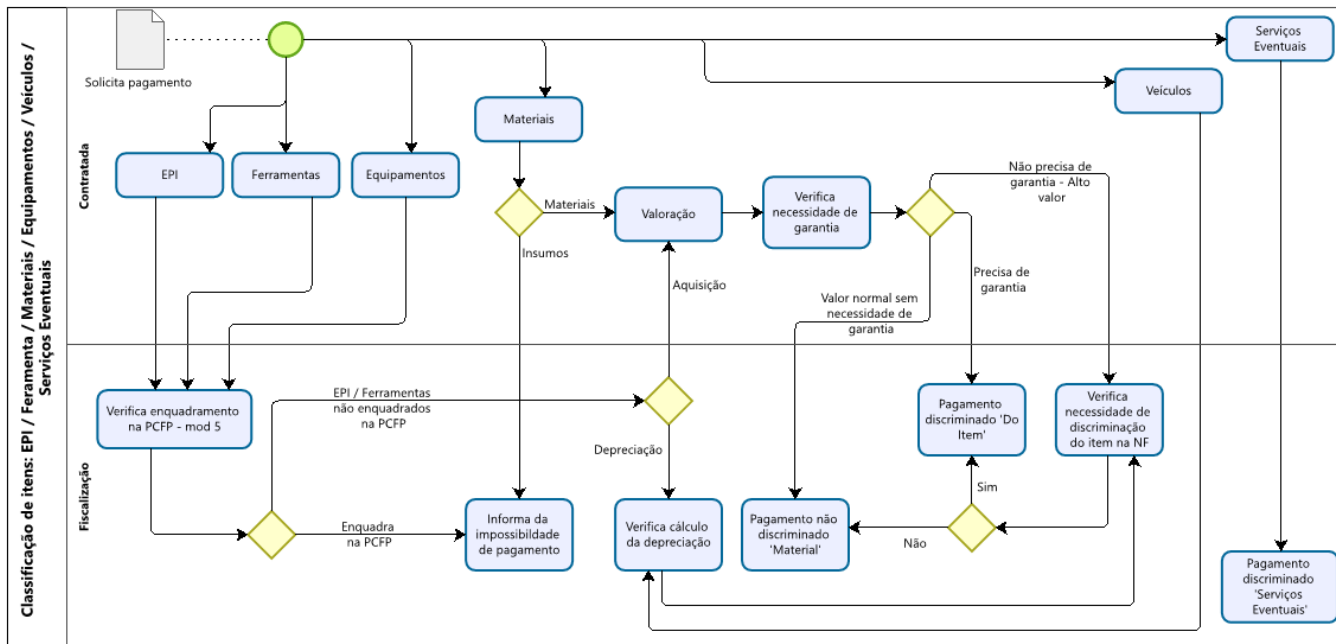 Classificação de itens: EPI / Feramenta / Materiais / Equipamentos / Veículos /
Serviços Eventuais
Contratada
Solicita pagamento
Serviços
Eventuais
Veículos
Materiais
EPI
Ferramentas
Equipamentos
Materiais
Insumos
Valoração
Verifica
necessidade de
garantia
Não precisa de
garantia - Alto
valor
Precisa de
garantia
Aquisição
Valor normal sem
necessidade de
garantia
Fiscalização
Verifica enquadramento
na PCFP - mod 5
EPI / Ferramentas
não enquadrados
na PCFP
Depreciação
Enquadra
na PCFP
Informa da
impossibildade
de pagamento
Verifica cálculo
da depreciação
Pagamento não
discriminado
'Material'
Pagamento
discriminado 'Do
Item'
Verifica
necessidade de
discriminação
do item na NF
Sim
Não
Pagamento
discriminado
'Serviços
Eventuais'